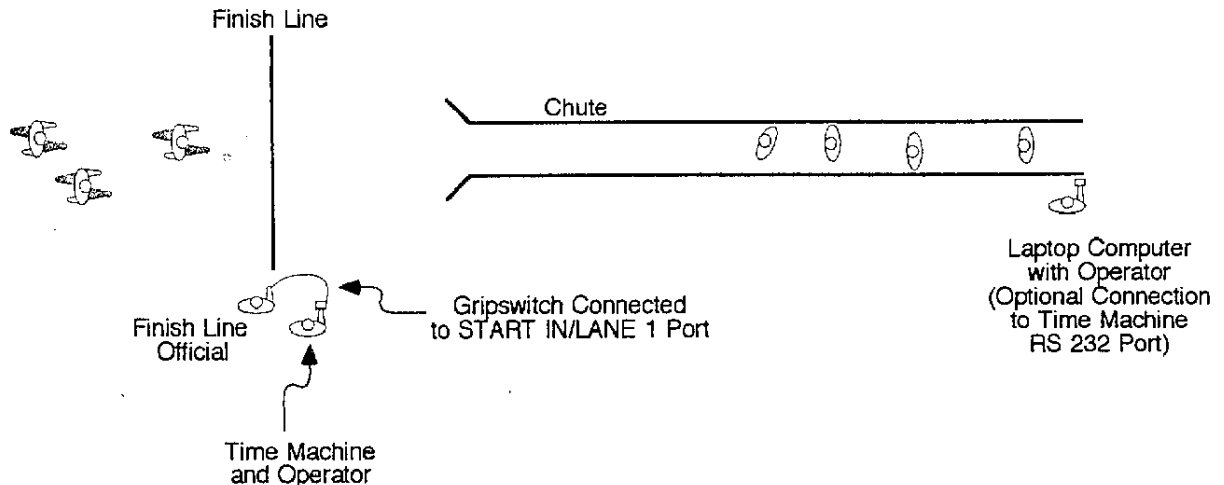 Finish Line
Chute
Laptop Computer
with Operator
(Optional Connection
to Time Machine
RS 232 Port)
Gripswitch Connected
to START IN/LANE 1 Port
Finish Line
Official
Time Machine
and Operator